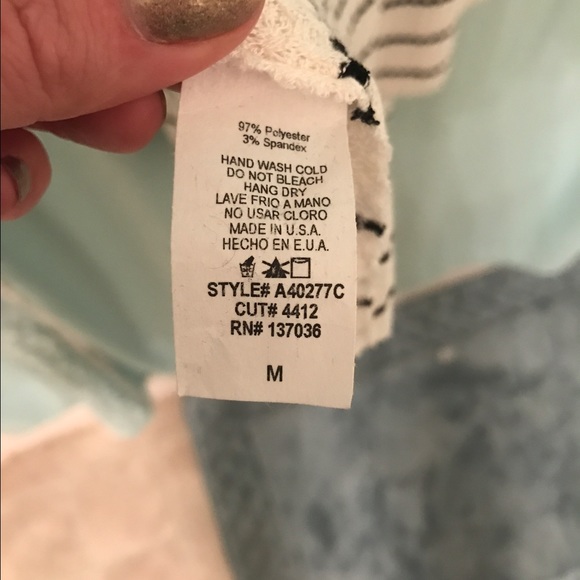 97% Polyester
3% Spandex
HAND WASH COLD
DO NOT BLEACH
HANG DRY
LAVE FRIO A MANO
NO USAR CLORO
MADE IN U.S.A.
HECHO EN E.U.A.
STYLE# A40277C
CUT# 4412
RN# 137036
M